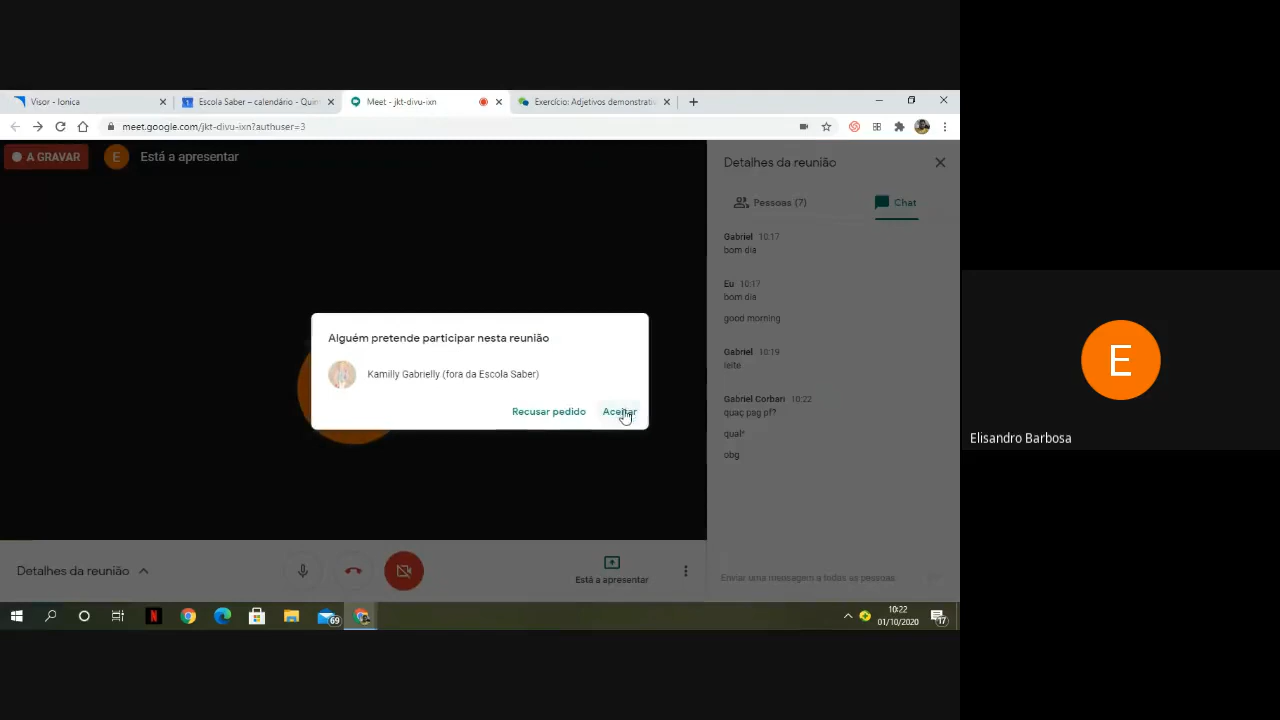 Visor - Ionica
Escola Saber – calendário - Quin
Meet - jkt-divu-ixn
Exercício: Adjetivos demonstrati
meet.google.com/jkt-divu-ixn?authuser=3
A GRAVAR
E
Está a apresentar
Detalhes da reunião
Pessoas (7)
Chat
Gabriel 10:17
bom dia
Eu 10:17
bom dia
good morning
Gabriel 10:19
leite
Gabriel Corbari 10:22
quaç pag pf?
qual*
obg
Alguém pretende participar nesta reunião
Kamilly Gabrielly (fora da Escola Saber)
Recusar pedido
Aceitar
Enviar uma mensagem a todas as pessoas.
Detalhes da reunião
Está a apresentar
N
69
10:22
01/10/2020
17
E
Elisandro Barbosa